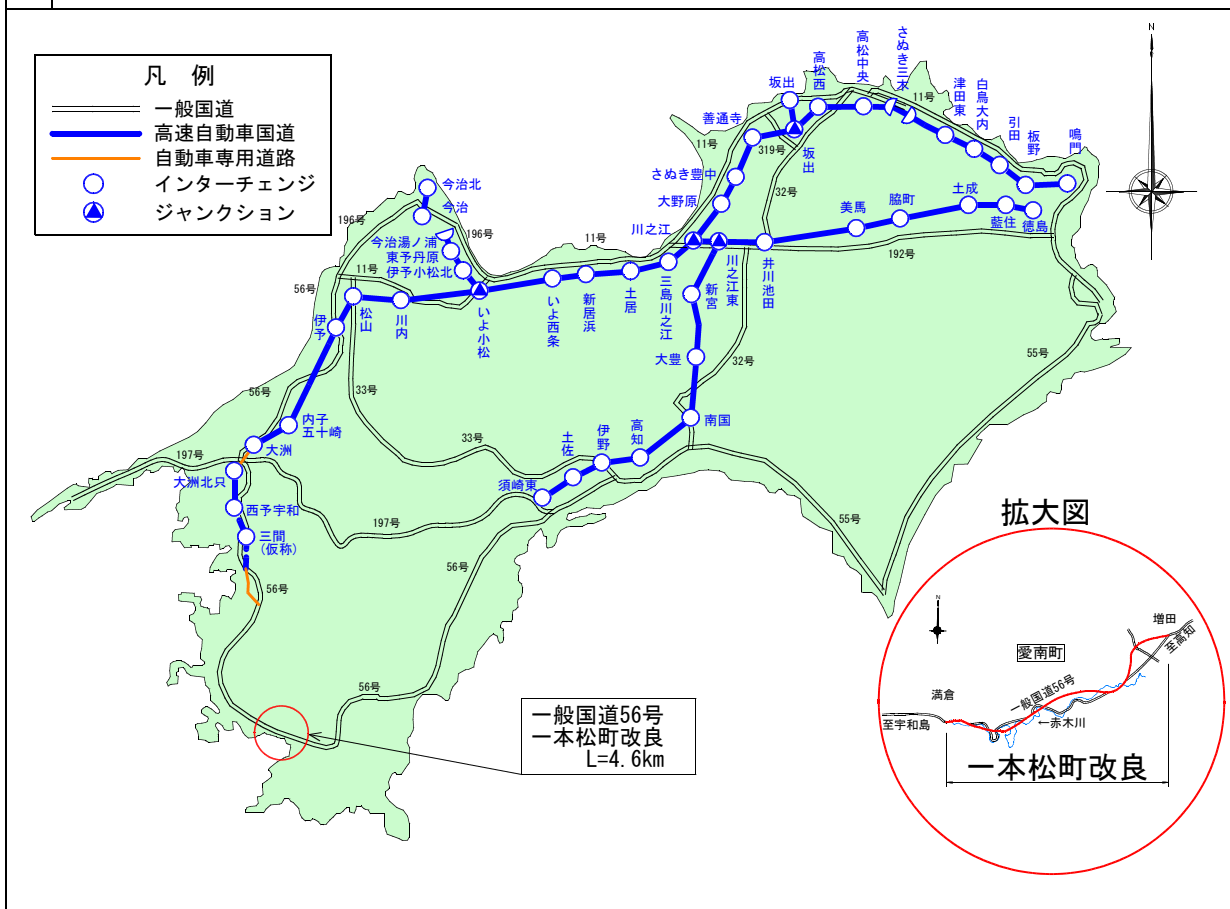 凡 例
一般国道
高速自動車国道
自動車専用道路
インターチェンジ
ジャンクション
N
坂出
高松西
高松中央
さぬき三木
11号
津田東
白鳥大内
引田
板野
鳴門
善通寺
319号
坂出
11号
さぬき豊中
大野原
32号
川之江
美馬
脇町
土成
藍住
徳島
192号
今治北
今治
196号
196号
今治湯ノ浦
東予丹原
伊予小松北
11号
11号
56号
伊予
松山
川内
いよ小松
いよ西条
新居浜
土居
三島川之江
新宮
川之江東
井川池田
大豊
32号
55号
56号
33号
内子
五十崎
大洲
33号
土佐
伊野
高知
南国
197号
大洲北只
須崎東
西予宇和
197号
三間
(仮称)
55号
56号
56号
56号
一般国道56号
一本松町改良
L=4.6km
拡大図
N
増田
至高知
愛南町
一般国道56号
満倉
至宇和島
←赤木川
一本松町改良